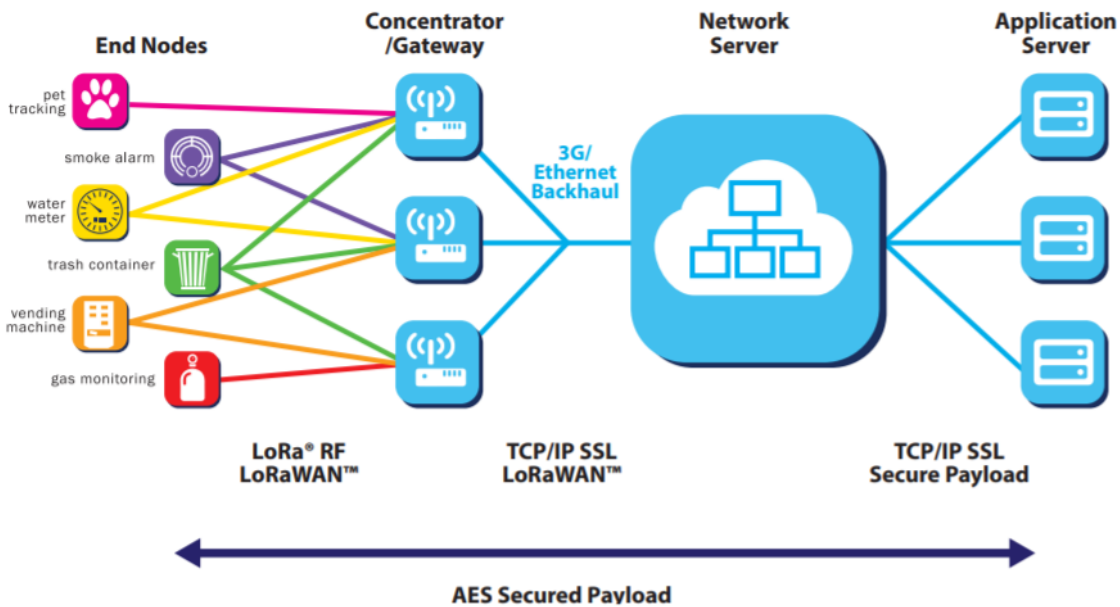 End Nodes
Concentrator
/Gateway
Network
Server
Application
Server
pet
tracking
smoke alarm
water
meter
trash container
vending
machine
gas monitoring
3G/
Ethernet
Backhaul
LoRa® RF
LoRaWAN™
TCP/IP SSL
LoRaWAN™
TCP/IP SSL
Secure Payload
AES Secured Payload